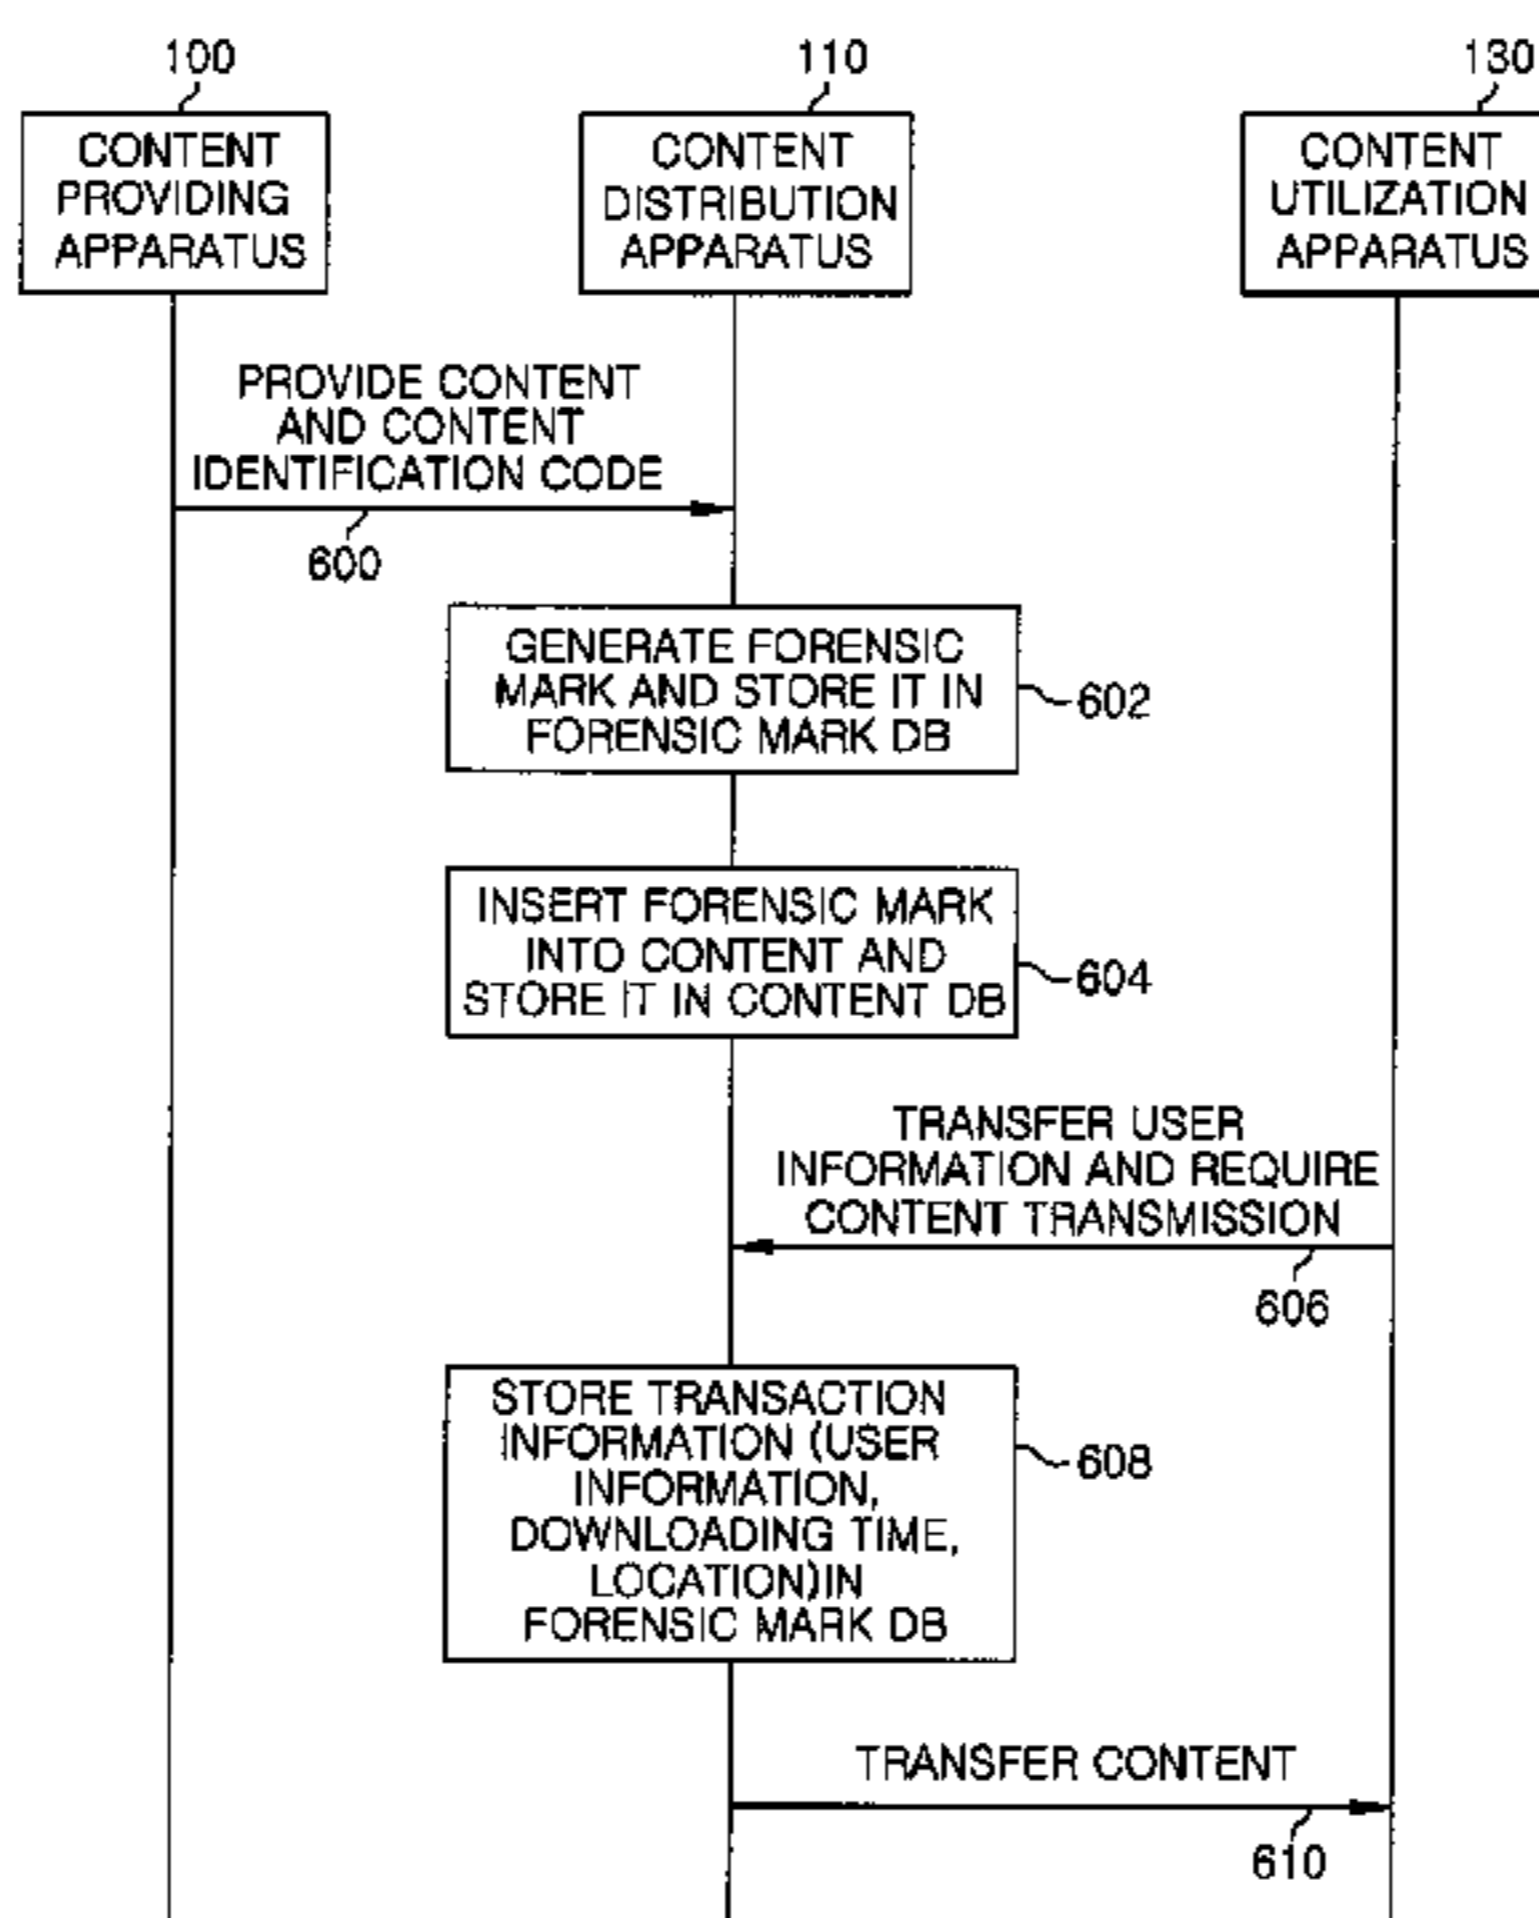 100
110
130
CONTENT
PROVIDING
APPARATUS
CONTENT
DISTRIBUTION
APPARATUS
CONTENT
UTILIZATION
APPARATUS
PROVIDE CONTENT
AND CONTENT
IDENTIFICATION CODE
600
GENERATE FORENSIC
MARK AND STORE IT IN
FORENSIC MARK DB
602
INSERT FORENSIC MARK
INTO CONTENT AND
STORE IT IN CONTENT DB
604
TRANSFER USER
INFORMATION AND REQUIRE
CONTENT TRANSMISSION
606
STORE TRANSACTION
INFORMATION (USER
INFORMATION,
DOWNLOADING TIME,
LOCATION)IN
FORENSIC MARK DB
608
TRANSFER CONTENT
610